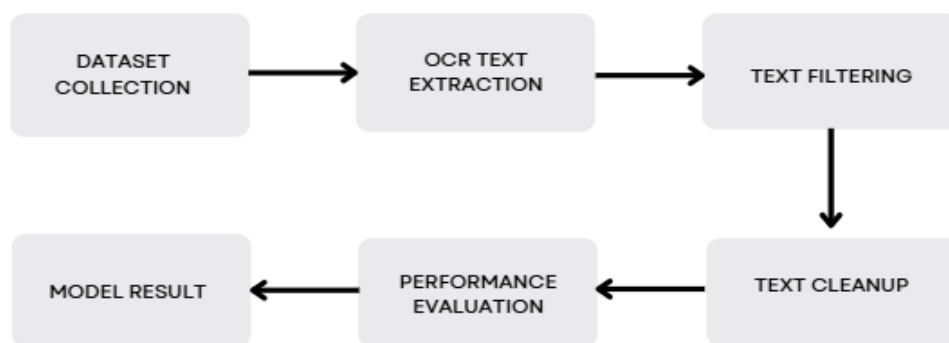 DATASET
COLLECTION
OCR TEXT
EXTRACTION
TEXT FILTERING
TEXT CLEANUP
PERFORMANCE
EVALUATION
MODEL RESULT